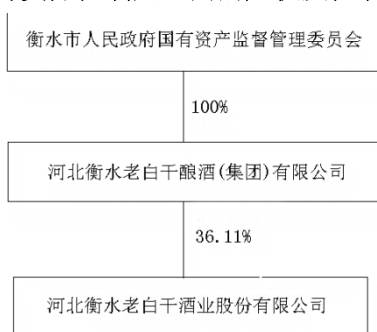 衡水市人民政府国有资产监督管理委员会
100%
河北衡水老白干酿酒(集团)有限公司
36.11%
河北衡水老白干酒业股份有限公司